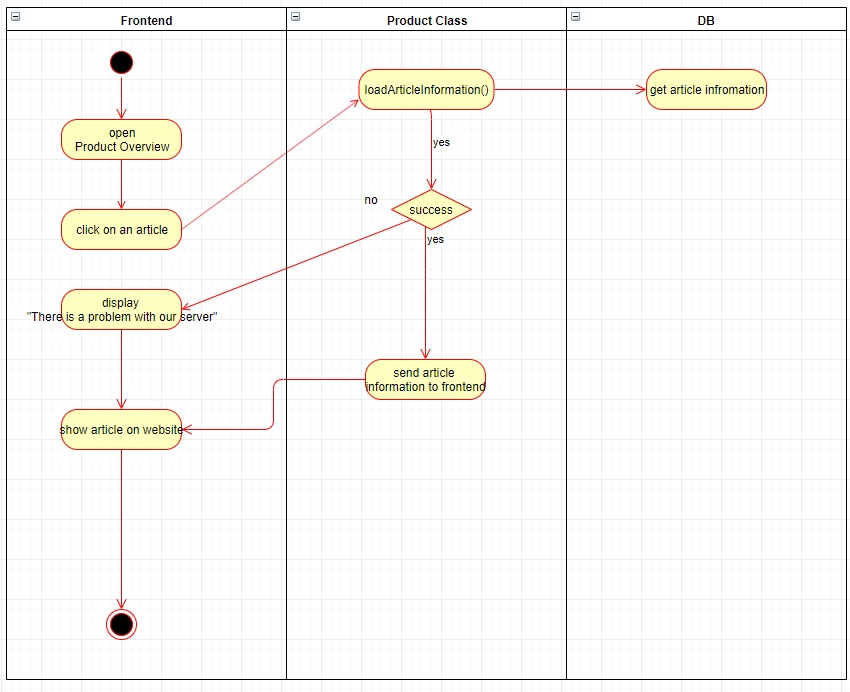 Frontend
Product Class
DB
open
Product Overview
click on an article
loadArticleInformation()
get article infromation
yes
no
success
yes
display
"There is a problem with our server"
send article
information to frontend
show article on website